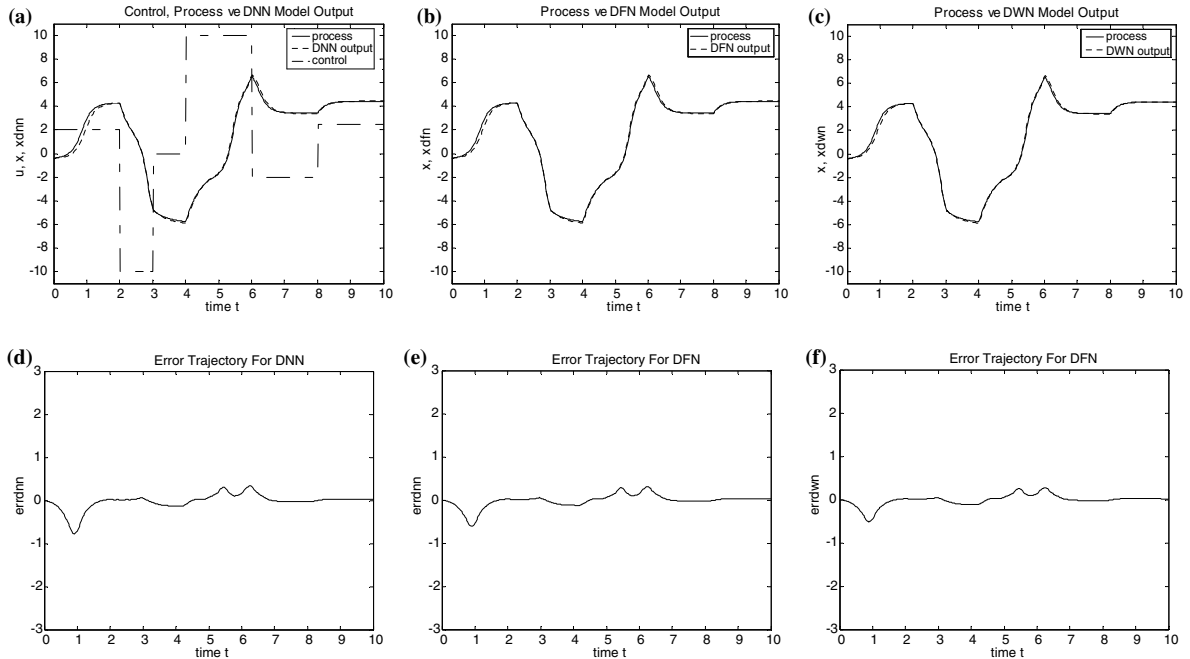 (a)
Control, Process ve DNN Model Output
process
DNN output
control
u, x, xdnn
10
8
6
4
2
0
-2
-4
-6
-8
-10
0 1 2 3 4 5 6 7 8 9 10
time t
(b)
Process ve DFN Model Output
process
DFN output
x, xdfn
10
8
6
4
2
0
-2
-4
-6
-8
-10
0 1 2 3 4 5 6 7 8 9 10
time t
(c)
Process ve DWN Model Output
process
DWN output
x, xdwn
10
8
6
4
2
0
-2
-4
-6
-8
-10
0 1 2 3 4 5 6 7 8 9 10
time t
(d)
Error Trajectory For DNN
errdnn
3
2
1
0
-1
-2
-3
0 1 2 3 4 5 6 7 8 9 10
time t
(e)
Error Trajectory For DFN
errdfn
3
2
1
0
-1
-2
-3
0 1 2 3 4 5 6 7 8 9 10
time t
(f)
Error Trajectory For DFN
errdwn
3
2
1
0
-1
-2
-3
0 1 2 3 4 5 6 7 8 9 10
time t